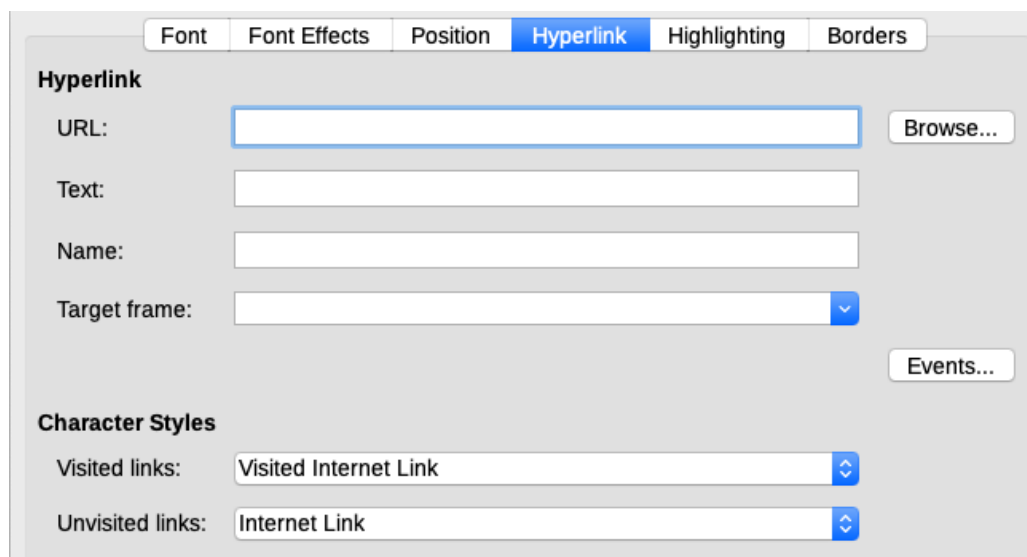 Font Font Effects Position Hyperlink Highlighting Borders
Hyperlink
URL: Browse...
Text:
Name:
Target frame:
Events...
Character Styles
Visited links: Visited Internet Link
Unvisited links: Internet Link